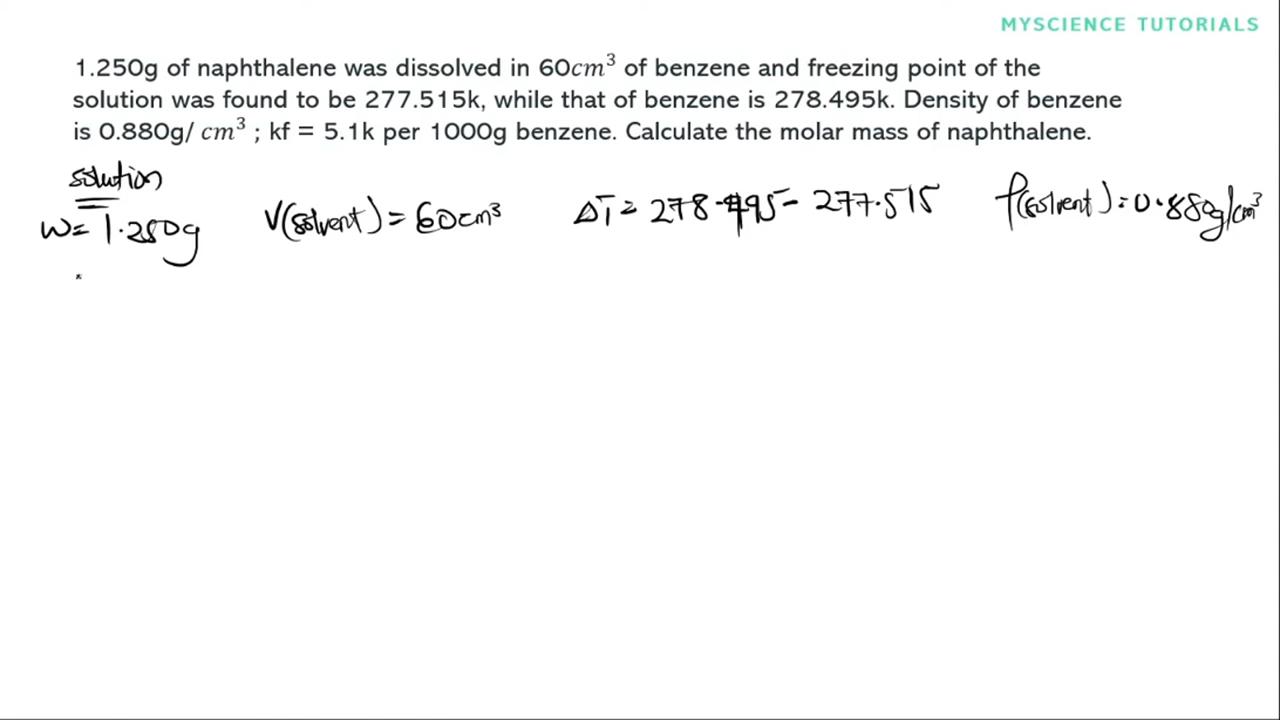 MYSCIENCE TUTORIALS
1.250g of naphthalene was dissolved in 60cm³ of benzene and freezing point of the
solution was found to be 277.515k, while that of benzene is 278.495k. Density of benzene
is 0.880g/ cm³ ; kf = 5.1k per 1000g benzene. Calculate the molar mass of naphthalene.
solution
w= 1.250g V(solvent) = 60cm³ ΔT = 278.495 - 277.515 ρ(solvent) = 0.880g/cm³